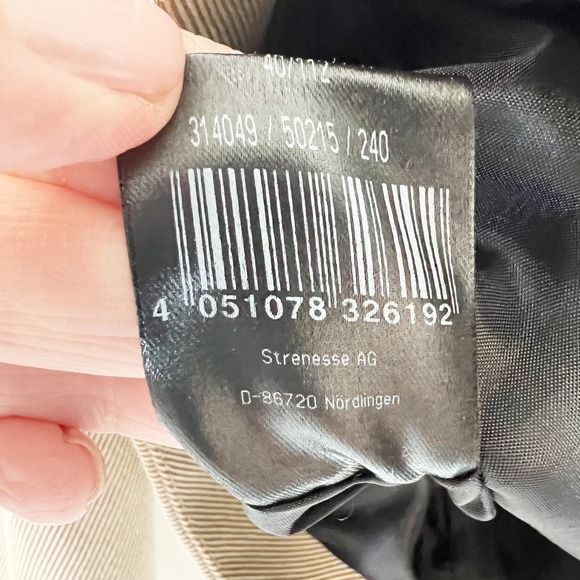 40/112
314049 / 50215 / 240
4 051078 326192
Strenesse AG
D-86720 Nördlingen